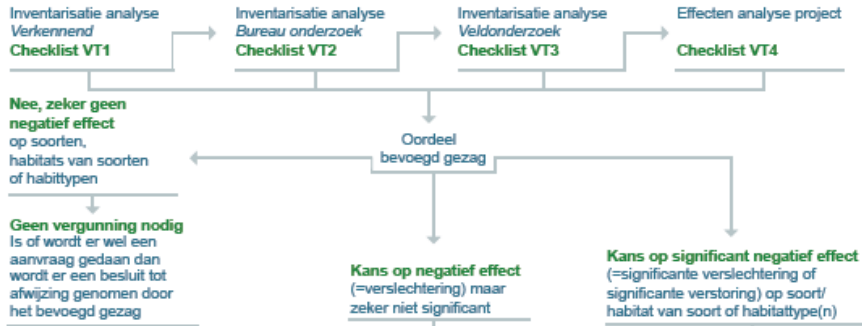 Inventarisatie analyse
Verkennend
Checklist VT1
Inventarisatie analyse
Bureau onderzoek
Checklist VT2
Inventarisatie analyse
Veldonderzoek
Checklist VT3
Effecten analyse project
Checklist VT4
Oordeel
bevoegd gezag
Nee, zeker geen
negatief effect
op soorten,
habitats van soorten
of habittypen
Geen vergunning nodig
Is of wordt er wel een
aanvraag gedaan dan
wordt er een besluit tot
afwijzing genomen door
het bevoegd gezag
Kans op negatief effect
(=verslechtering) maar
zeker niet significant
Kans op significant negatief effect
(=significante verslechtering of
significante verstoring) op soort/
habitat van soort of habitattype(n)